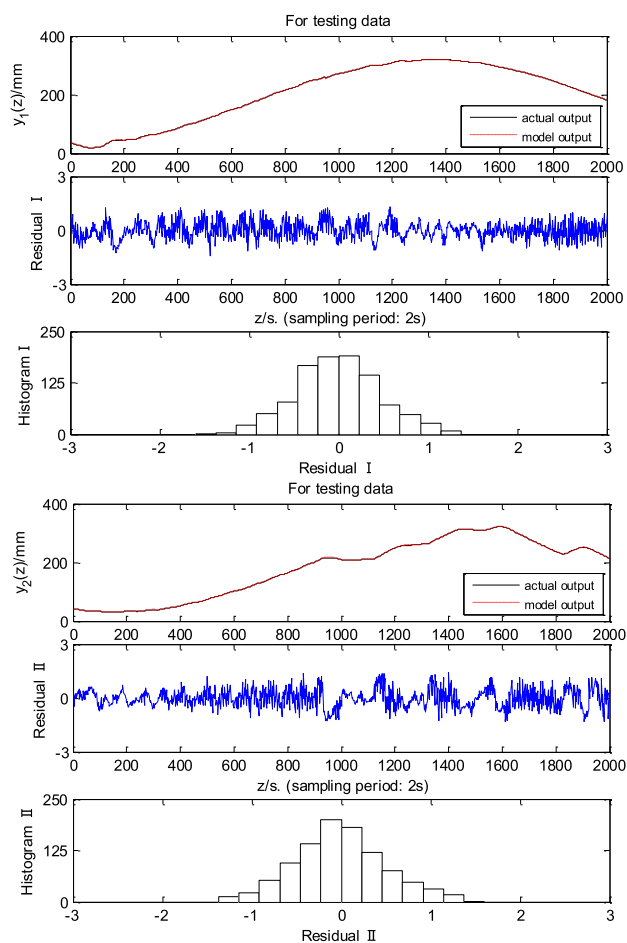 For testing data
y1(z)/mm
400
200
0
actual output
model output
0 200 400 600 800 1000 1200 1400 1600 1800 2000
Residual Ⅰ
3
0
-3
0 200 400 600 800 1000 1200 1400 1600 1800 2000
z/s. (sampling period: 2s)
Histogram Ⅰ
250
125
0
-3 -2 -1 0 1 2 3
Residual Ⅰ
For testing data
y2(z)/mm
400
200
0
actual output
model output
0 200 400 600 800 1000 1200 1400 1600 1800 2000
Residual Ⅱ
3
0
-3
0 200 400 600 800 1000 1200 1400 1600 1800 2000
z/s. (sampling period: 2s)
Histogram Ⅱ
250
125
0
-3 -2 -1 0 1 2 3
Residual Ⅱ